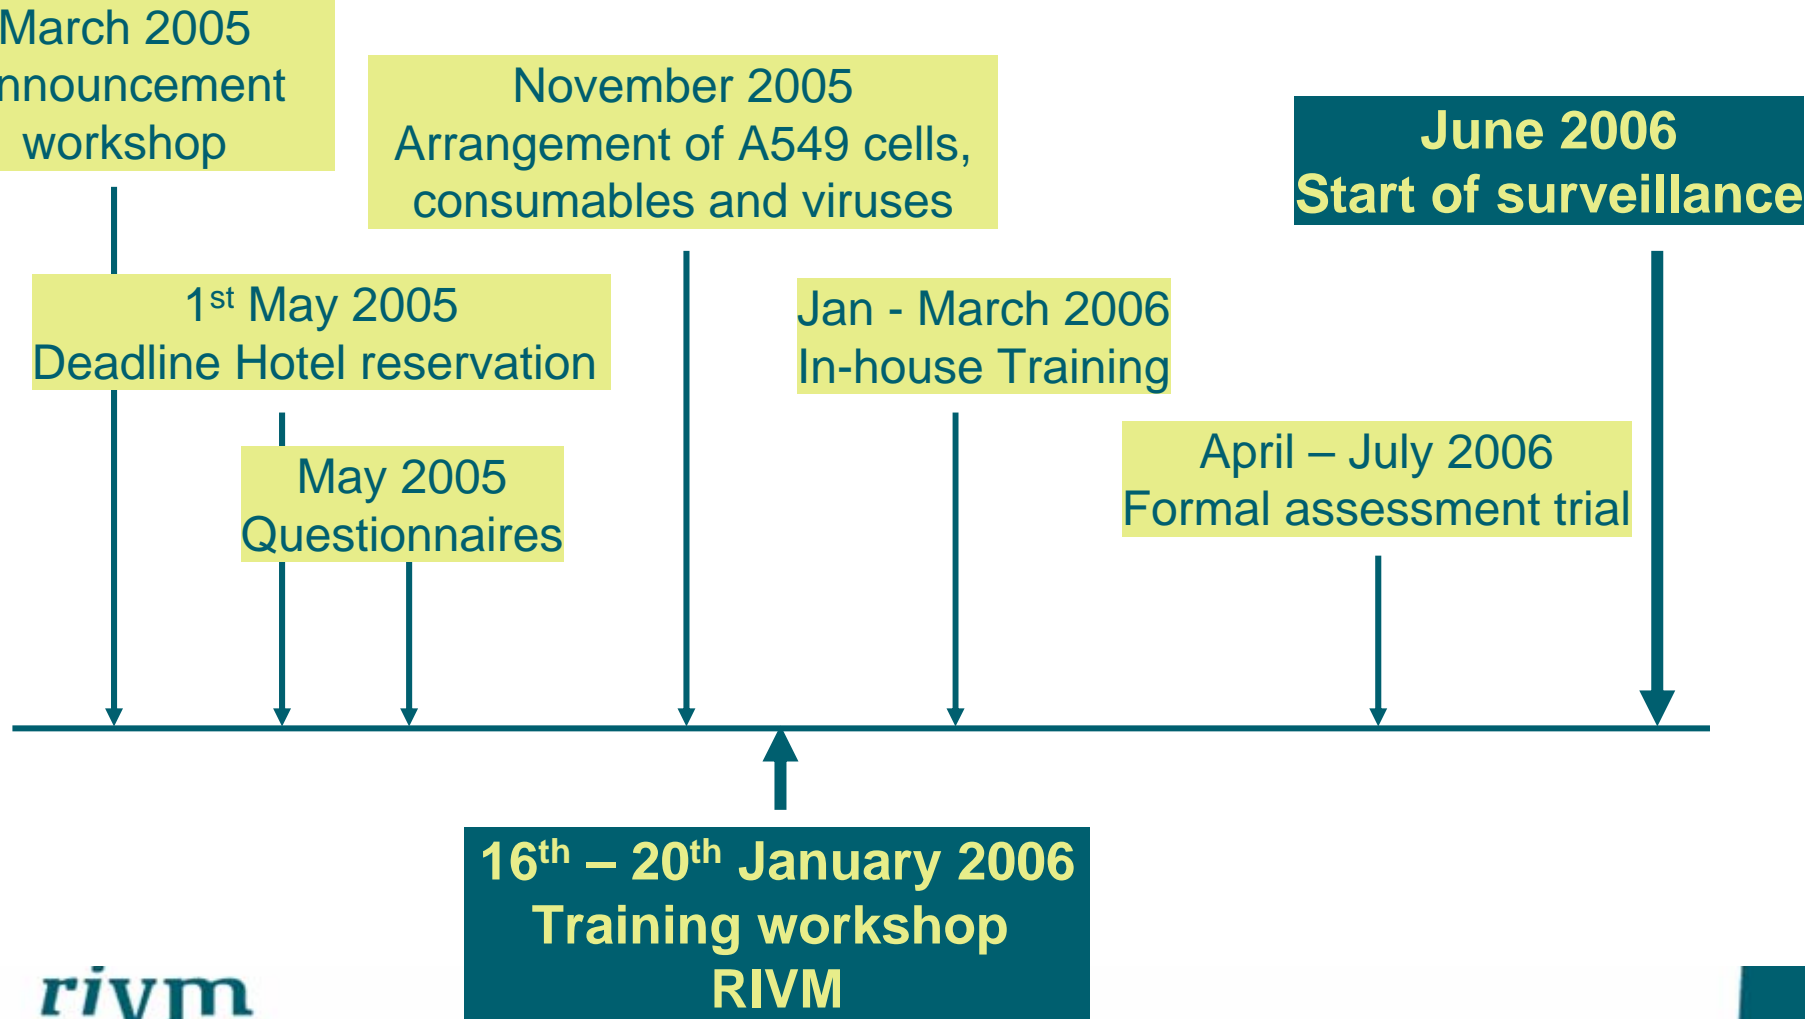 March 2005
nnouncement
workshop
November 2005
Arrangement of A549 cells,
consumables and viruses
June 2006
Start of surveillance
1st May 2005
Deadline Hotel reservation
Jan - March 2006
In-house Training
May 2005
Questionnaires
April – July 2006
Formal assessment trial
16th – 20th January 2006
Training workshop
RIVM
rivm